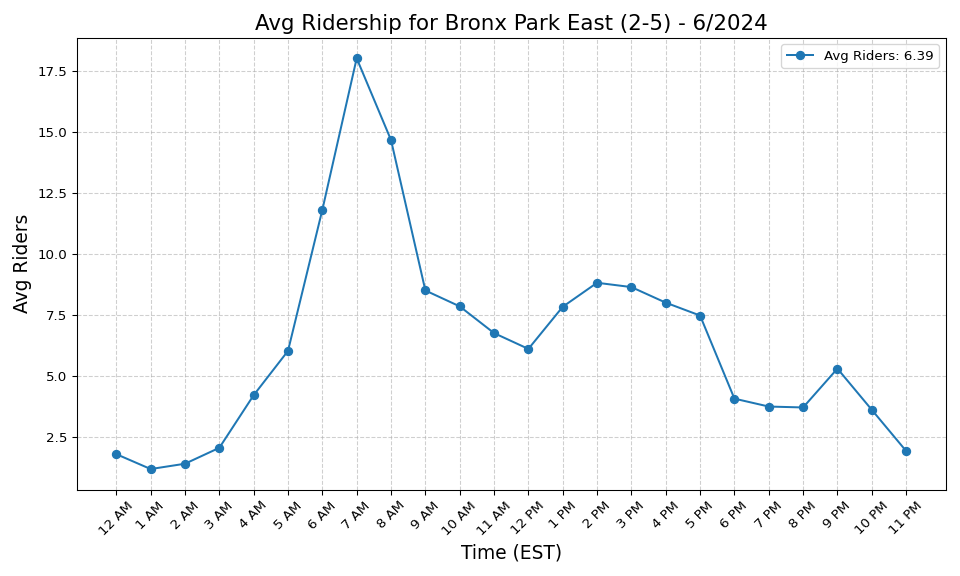 Avg Ridership for Bronx Park East (2-5) - 6/2024
Avg Riders: 6.39
Avg Riders
17.5
15.0
12.5
10.0
7.5
5.0
2.5
12 AM
1 AM
2 AM
3 AM
4 AM
5 AM
6 AM
7 AM
8 AM
9 AM
10 AM
11 AM
12 PM
1 PM
2 PM
3 PM
4 PM
5 PM
6 PM
7 PM
8 PM
9 PM
10 PM
11 PM
Time (EST)